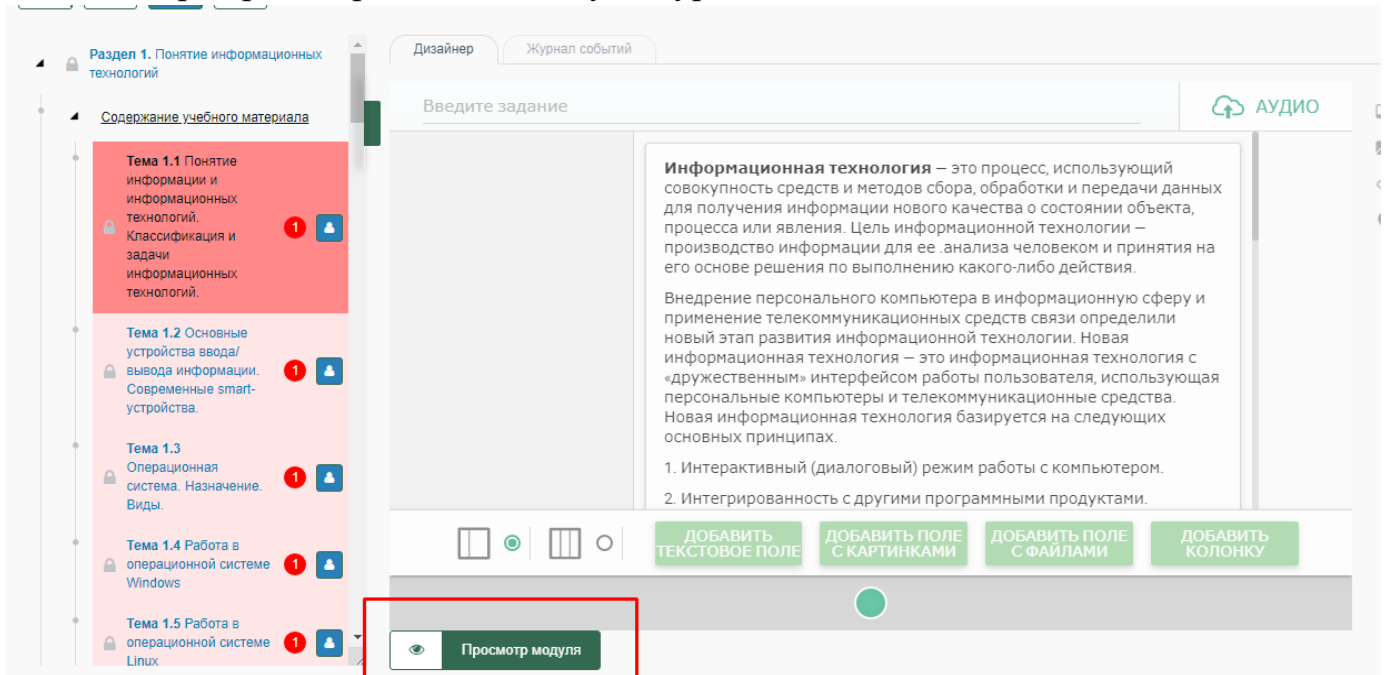 Раздел 1. Понятие информационных
технологий
Содержание учебного материала
Тема 1.1 Понятие
информации и
информационных
технологий.
Классификация и
задачи
информационных
технологий.
1
Тема 1.2 Основные
устройства ввода/
вывода информации.
Современные smart-
устройства.
1
Тема 1.3
Операционная
система. Назначение.
Виды.
1
Тема 1.4 Работа в
операционной системе
Windows
1
Тема 1.5 Работа в
операционной системе
Linux
1
Дизайнер
Журнал событий
Введите задание
АУДИО
Информационная технология – это процесс, использующий
совокупность средств и методов сбора, обработки и передачи данных
для получения информации нового качества о состоянии объекта,
процесса или явления. Цель информационной технологии –
производство информации для ее .анализа человеком и принятия на
его основе решения по выполнению какого-либо действия.
Внедрение персонального компьютера в информационную сферу и
применение телекоммуникационных средств связи определили
новый этап развития информационной технологии. Новая
информационная технология – это информационная технология с
«дружественным» интерфейсом работы пользователя, использующая
персональные компьютеры и телекоммуникационные средства.
Новая информационная технология базируется на следующих
основных принципах.
1. Интерактивный (диалоговый) режим работы с компьютером.
2. Интегрированность с другими программными продуктами.
ДОБАВИТЬ
ТЕКСТОВОЕ ПОЛЕ
ДОБАВИТЬ ПОЛЕ
С КАРТИНКАМИ
ДОБАВИТЬ ПОЛЕ
С ФАЙЛАМИ
ДОБАВИТЬ
КОЛОНКУ
Просмотр модуля